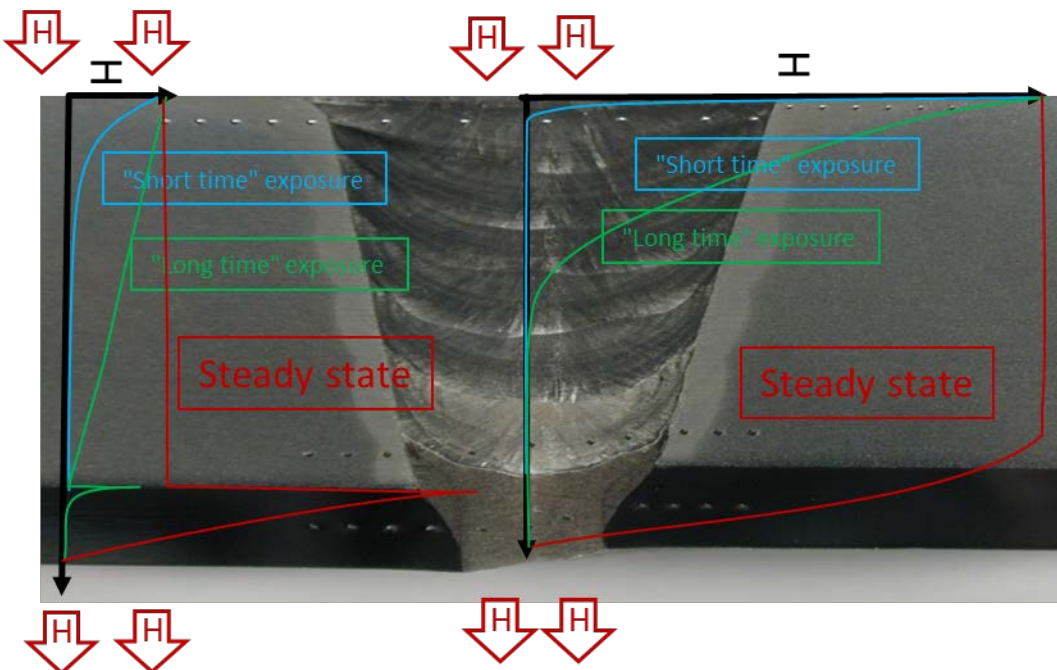 H H H H
H H
"Short time" exposure
"Short time" exposure
"Long time" exposure
"Long time" exposure
Steady state
Steady state
H H H H